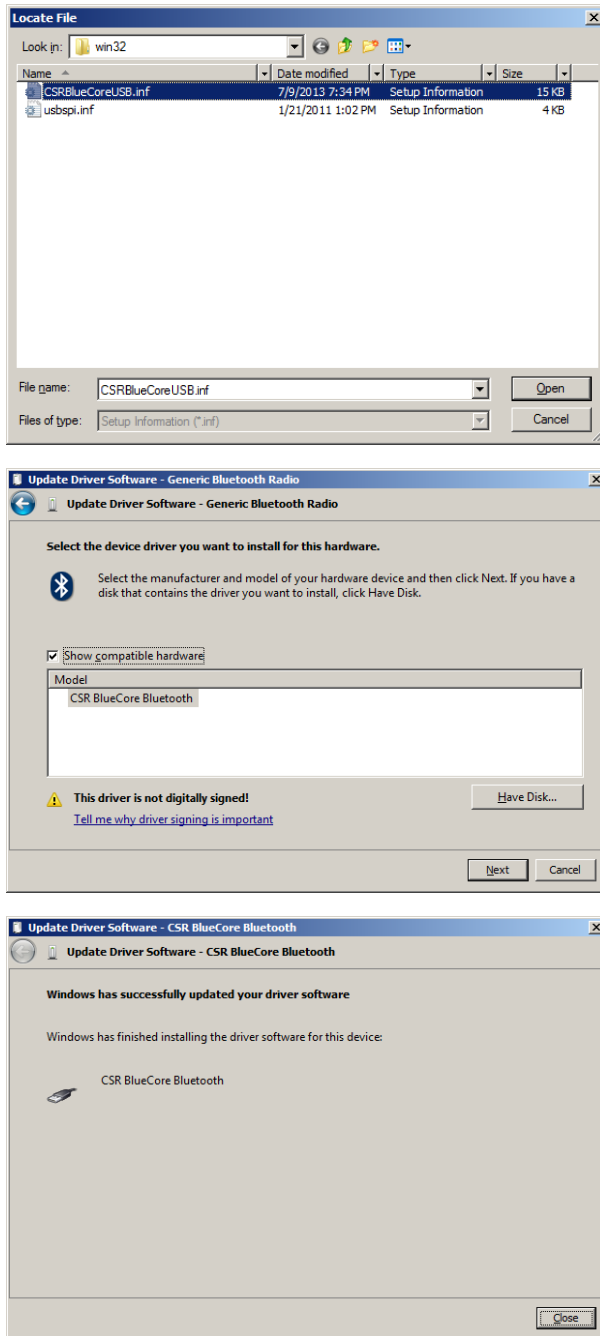 Locate File
Look in: win32
Name Date modified Type Size
CSRBlueCoreUSB.inf 7/9/2013 7:34 PM Setup Information 15 KB
usbspi.inf 1/21/2011 1:02 PM Setup Information 4 KB
File name: CSRBlueCoreUSB.inf Open
Files of type: Setup Information (*.inf) Cancel
Update Driver Software - Generic Bluetooth Radio
Update Driver Software - Generic Bluetooth Radio
Select the device driver you want to install for this hardware.
Select the manufacturer and model of your hardware device and then click Next. If you have a
disk that contains the driver you want to install, click Have Disk.
Show compatible hardware
Model
CSR BlueCore Bluetooth
This driver is not digitally signed! Have Disk...
Tell me why driver signing is important
Next Cancel
Update Driver Software - CSR BlueCore Bluetooth
Update Driver Software - CSR BlueCore Bluetooth
Windows has successfully updated your driver software
Windows has finished installing the driver software for this device:
CSR BlueCore Bluetooth
Close